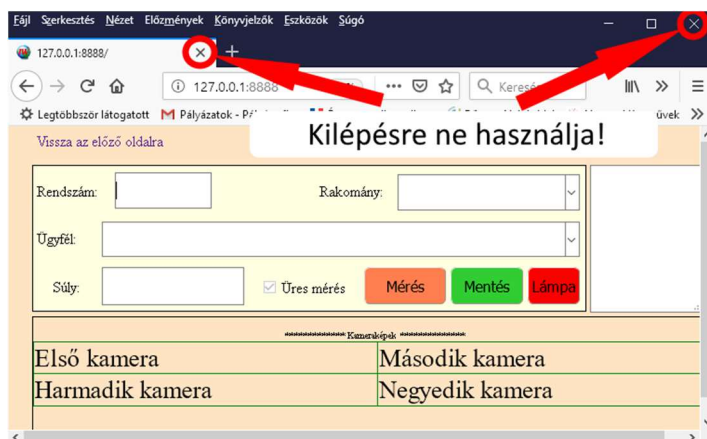 Fájl Szerkesztés Nézet Előzmények Könyvjelzők Eszközök Súgó
127.0.0.1:8888/
127.0.0.1:8888
Legtöbbször látogatott Pályázatok
Kilépésre ne használja!
Vissza az előző oldalra
Rendszám: Rakomány:
Ügyfél:
Súly: Üres mérés Mérés Mentés Lámpa
Kameraképek
Első kamera Második kamera
Harmadik kamera Negyedik kamera